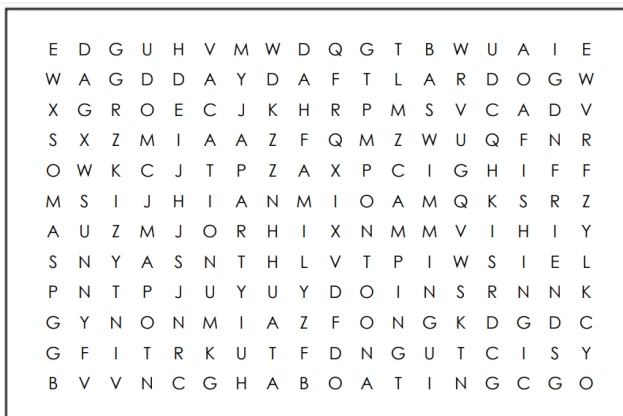 E D G U H V M W D Q G T B W U A I E
W A G D D A Y D A F T L A R D O G W
X G R O E C J K H R P M S V C A D V
S X Z M I A A Z F Q M Z W U Q F N R
O W K C J T P Z A X P C I G H I F F
M S I J H I A N M I O A M Q K S R Z
A U Z M J O R H I X N M M V I H I Y
S N Y A S N T H L V T P I W S I E L
P N T P J U Y U Y D O I N S R N N K
G Y N O N M I A Z F O N G K D G D C
G F I T R K U T F D N G U T C I S Y
B V V N C G H A B O A T I N G C G O